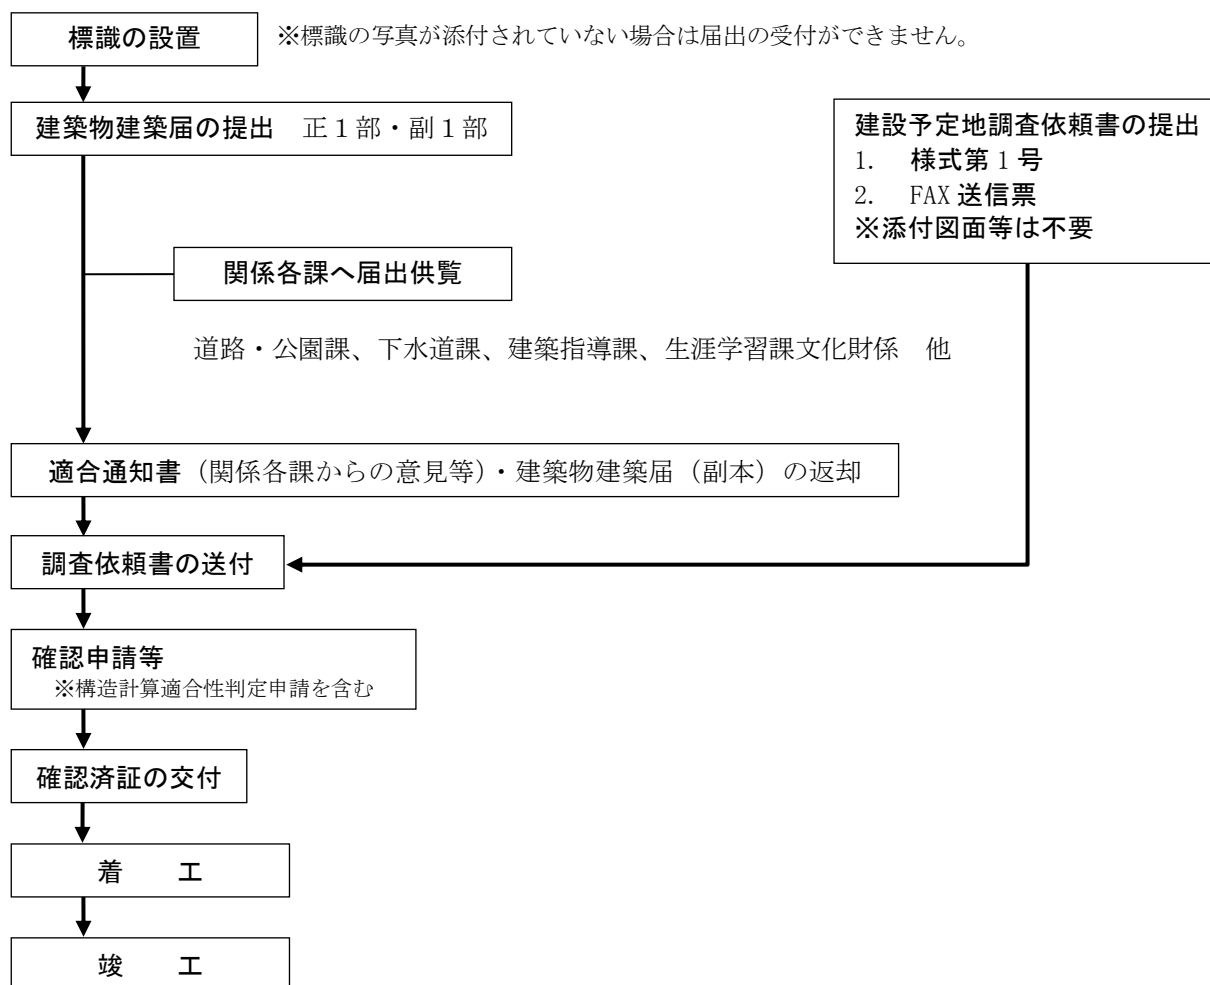 標識の設置 ※標識の写真が添付されていない場合は届出の受付ができません。
建築物建築届の提出　正１部・副１部
建設予定地調査依頼書の提出
1.　様式第 1 号
2.　FAX 送信票
※添付図面等は不要
関係各課へ届出供覧
道路・公園課、下水道課、建築指導課、生涯学習課文化財係　他
適合通知書（関係各課からの意見等）・建築物建築届（副本）の返却
調査依頼書の送付
確認申請等
※構造計算適合性判定申請を含む
確認済証の交付
着　　工
竣　　工